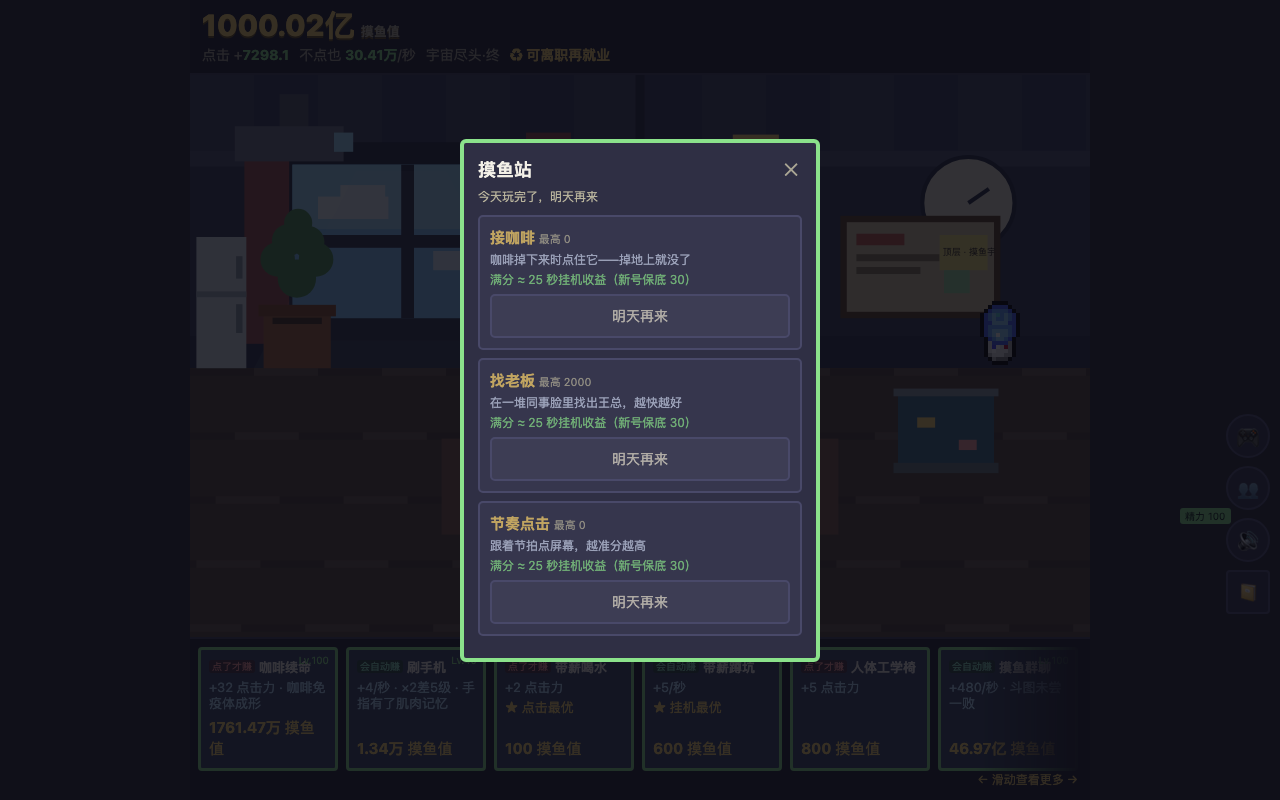 1000.02亿 摸鱼值
点击 +7298.1 不点也 30.41万/秒 宇宙尽头·终 ♻ 可离职再就业
顶层 · 摸鱼宇
摸鱼站
今天玩完了，明天再来
接咖啡 最高 0
咖啡掉下来时点住它——掉地上就没了
满分 ≈ 25 秒挂机收益（新号保底 30）
明天再来
找老板 最高 2000
在一堆同事脸里找出王总，越快越好
满分 ≈ 25 秒挂机收益（新号保底 30）
明天再来
节奏点击 最高 0
跟着节拍点屏幕，越准分越高
满分 ≈ 25 秒挂机收益（新号保底 30）
明天再来
精力 100
点了才赚 咖啡续命
+32 点击力 · 咖啡免
疫体成形
1761.47万 摸鱼
值
会自动赚 刷手机
+4/秒 · ×2差5级 · 手
指有了肌肉记忆
1.34万 摸鱼值
点了才赚 带薪喝水
+2 点击力
★ 点击最优
100 摸鱼值
会自动赚 带薪蹲坑
+5/秒
★ 挂机最优
600 摸鱼值
点了才赚 人体工学椅
+5 点击力
800 摸鱼值
会自动赚 摸鱼群聊
+480/秒 · 斗图未尝
一败
46.97亿 摸鱼值
← 滑动查看更多 →